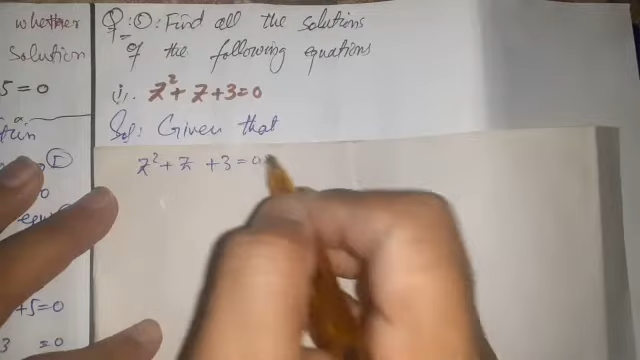 whether
solution
5 = 0
Q:5: Find all the solutions
of the following equations
i). z² + z + 3 = 0
Sol: Given that
z² + z + 3 = 0
+5=0
3 = 0